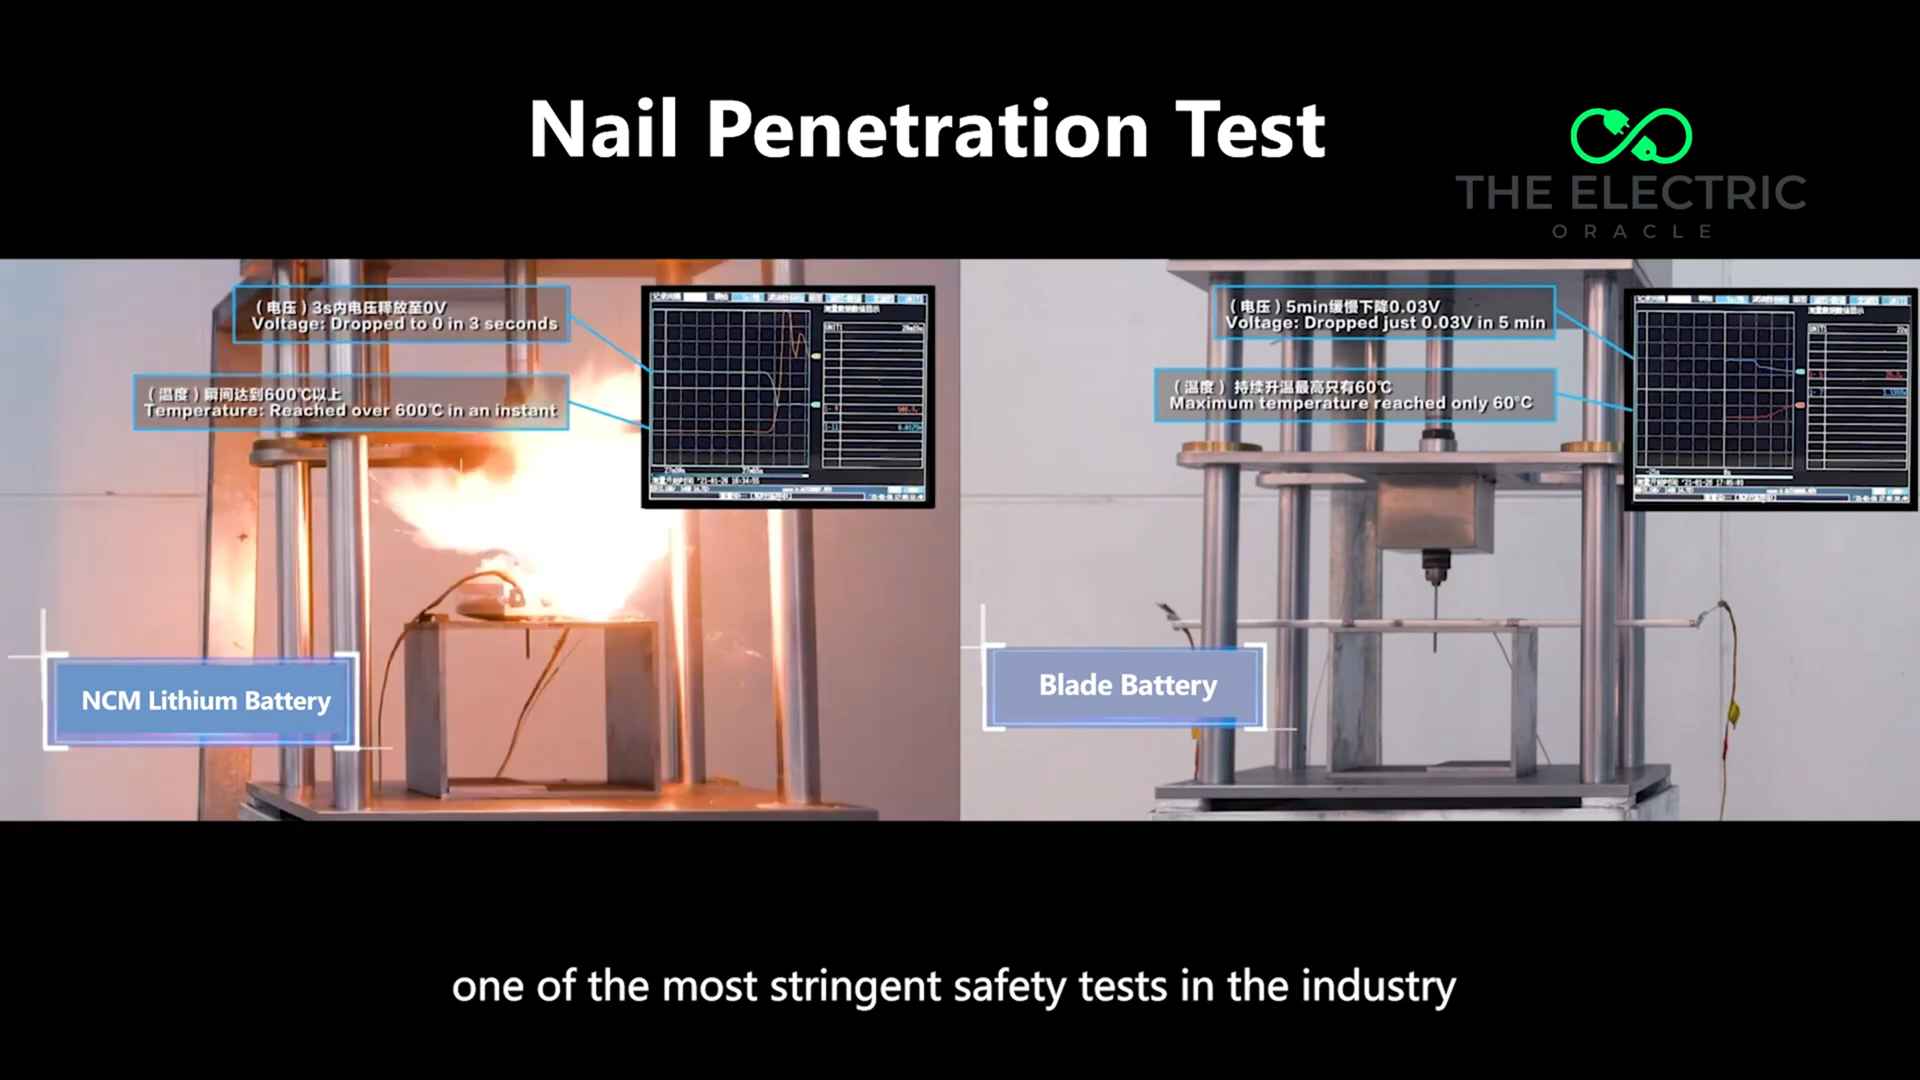 Nail Penetration Test
THE ELECTRIC
ORACLE
（电压）3s内电压释放至0V
Voltage: Dropped to 0 in 3 seconds
（温度）瞬间达到600℃以上
Temperature: Reached over 600℃ in an instant
NCM Lithium Battery
（电压）5min缓慢下降0.03V
Voltage: Dropped just 0.03V in 5 min
（温度） 持续升温最高只有60℃
Maximum temperature reached only 60℃
Blade Battery
one of the most stringent safety tests in the industry